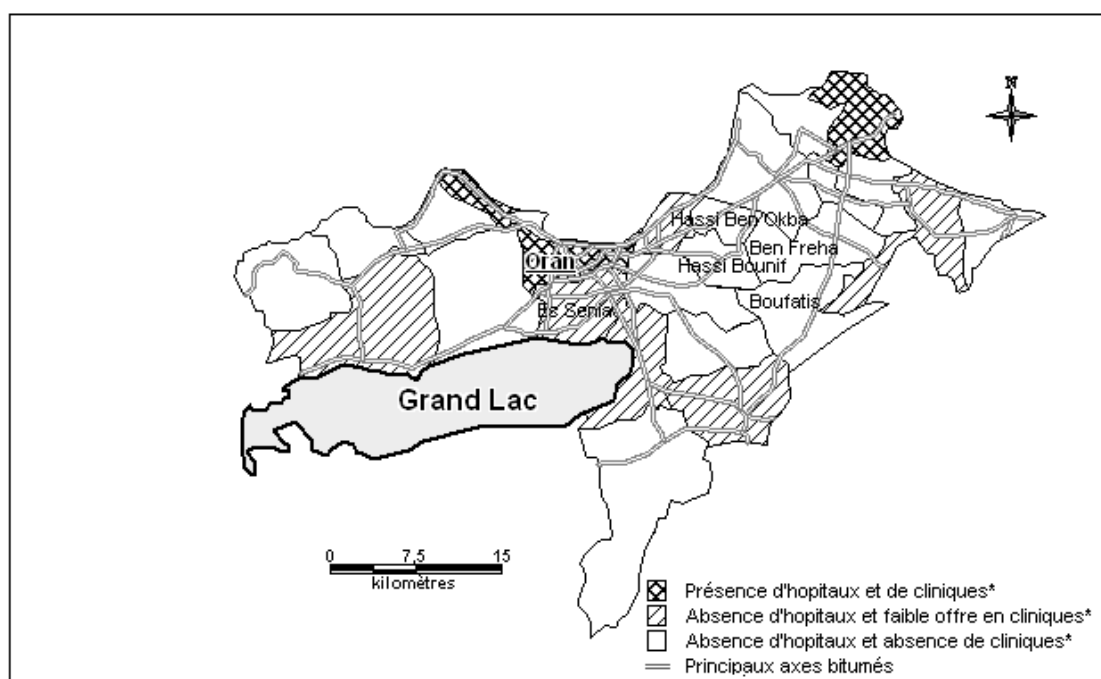 N
Hassi Ben Okba
Ben Freha
Oran
Hassi Bounif
Es Senia
Boufatis
Grand Lac
0 7,5 15
kilomètres
Présence d'hopitaux et de cliniques*
Absence d'hopitaux et faible offre en cliniques*
Absence d'hopitaux et absence de cliniques*
Principaux axes bitumés